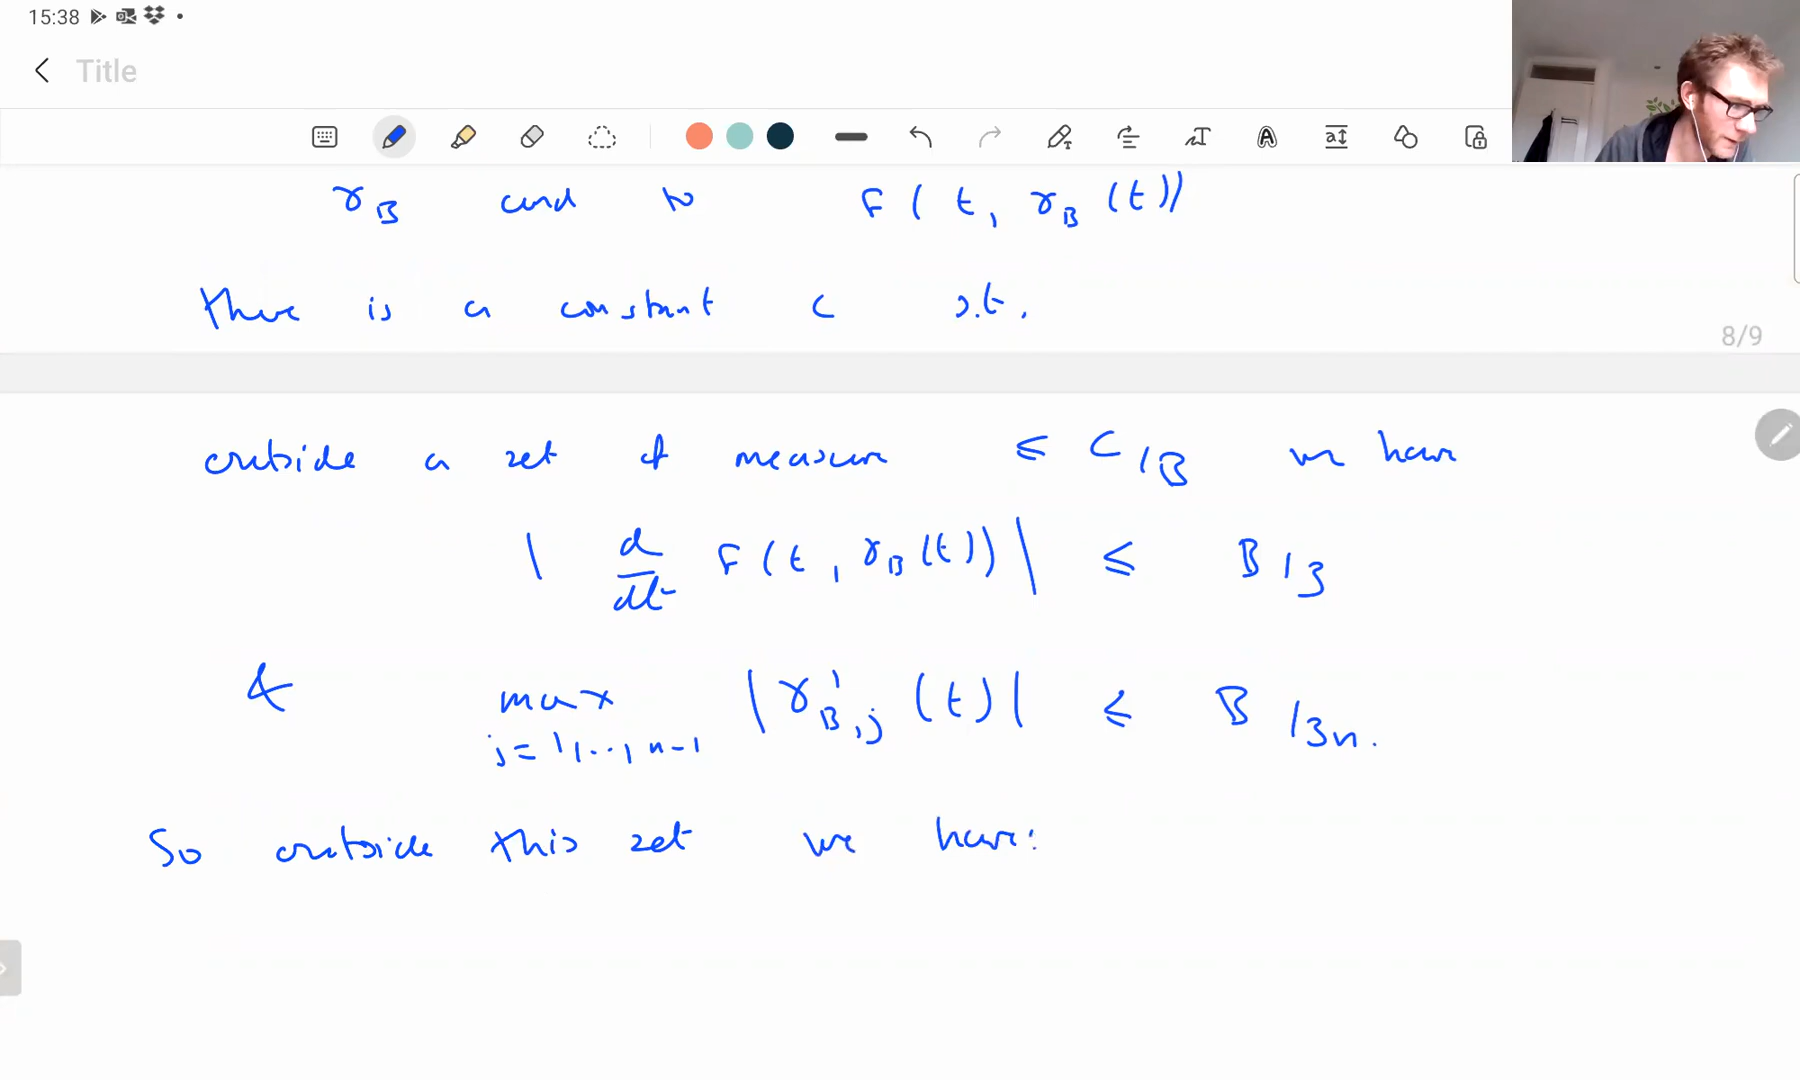 15:38
Title
γ_B and to F(t, γ_B(t))
there is a constant C s.t.
8/9
outside a set of measure ≤ C/B we have
| d/dt F(t, γ_B(t)) | ≤ B/3
& max_{j=1,..,n-1} |γ'_{B,j}(t)| ≤ B/3n.
So outside this set we have: